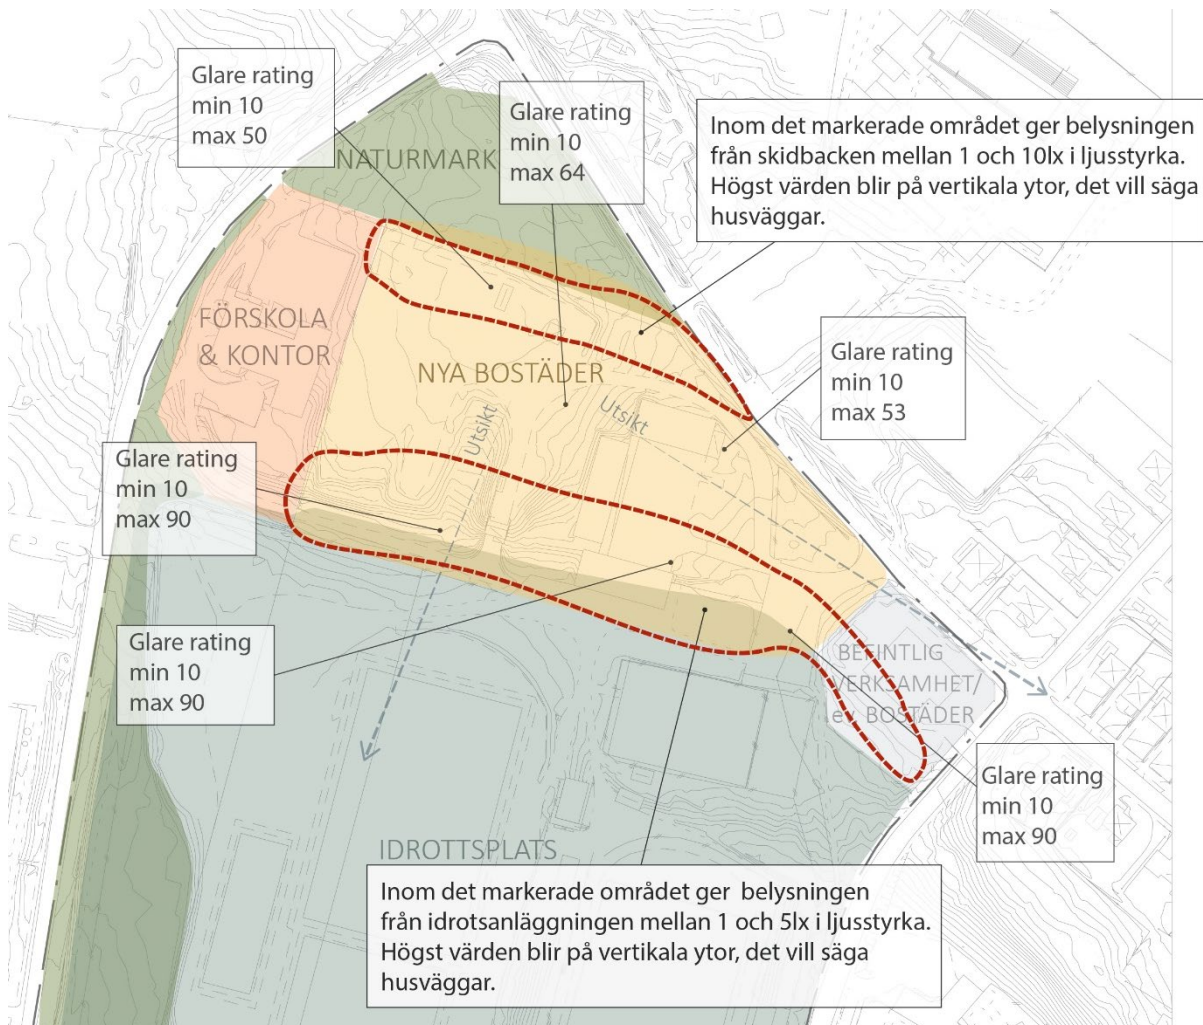 Glare rating
min 10
max 50
Glare rating
min 10
max 64
Inom det markerade området ger belysningen
från skidbacken mellan 1 och 10lx i ljusstyrka.
Högst värden blir på vertikala ytor, det vill säga
husväggar.
NATURMARK
FÖRSKOLA
& KONTOR
NYA BOSTÄDER
Glare rating
min 10
max 53
Utsikt
Utsikt
Glare rating
min 10
max 90
Glare rating
min 10
max 90
BEFINTLIG
VERKSAMHET/
ev. BOSTÄDER
Glare rating
min 10
max 90
IDROTTSPLATS
Inom det markerade området ger belysningen
från idrotsanläggningen mellan 1 och 5lx i ljusstyrka.
Högst värden blir på vertikala ytor, det vill säga
husväggar.